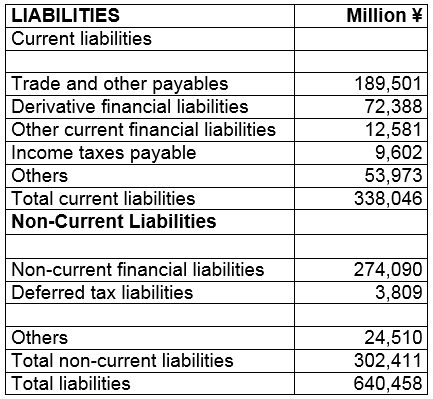 LIABILITIES Million ¥
Current liabilities
Trade and other payables 189,501
Derivative financial liabilities 72,388
Other current financial liabilities 12,581
Income taxes payable 9,602
Others 53,973
Total current liabilities 338,046
Non-Current Liabilities
Non-current financial liabilities 274,090
Deferred tax liabilities 3,809
Others 24,510
Total non-current liabilities 302,411
Total liabilities 640,458